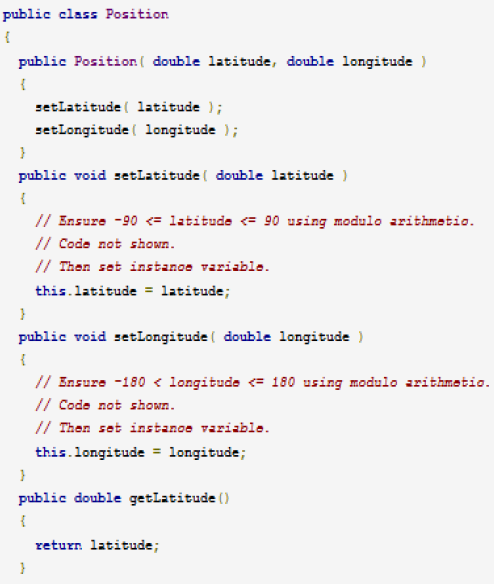 public class Position
{
public Position( double latitude, double longitude )
{
setLatitude( latitude );
setLongitude( longitude );
}
public void setLatitude( double latitude )
{
// Ensure -90 <= latitude <= 90 using modulo arithmetic.
// Code not shown.
// Then set instance variable.
this.latitude = latitude;
}
public void setLongitude( double longitude )
{
// Ensure -180 < longitude <= 180 using modulo arithmetic.
// Code not shown.
// Then set instance variable.
this.longitude = longitude;
}
public double getLatitude()
{
return latitude;
}